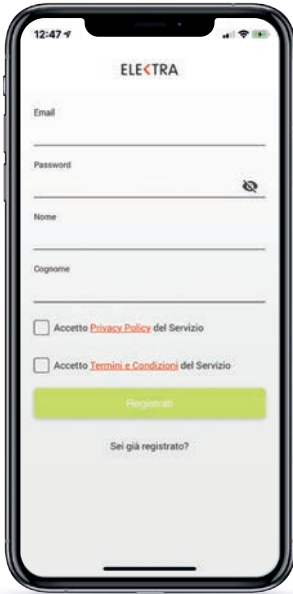 12:47
ELEKTRA
Email
Password
Nome
Cognome
Accetto Privacy Policy del Servizio
Accetto Termini e Condizioni del Servizio
Registrati
Sei già registrato?